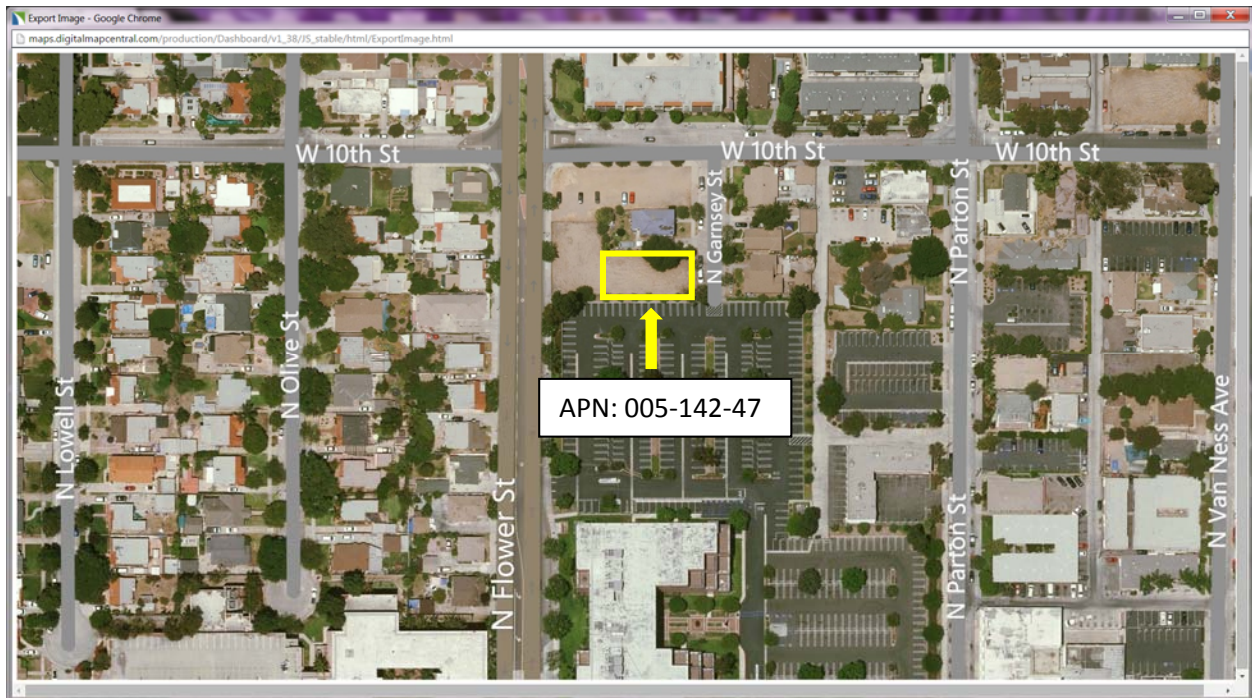 Export Image - Google Chrome
maps.digitalmapcentral.com/production/Dashboard/v1_38/JS_stable/html/ExportImage.html
W 10th St
W 10th St
W 10th St
N Garnsey St
N Parton St
N Olive St
N Lowell St
APN: 005-142-47
N Van Ness Ave
N Flower St
N Parton St